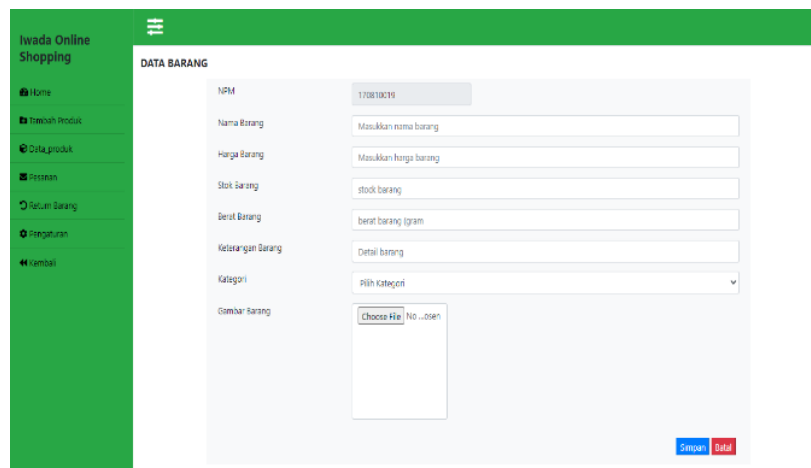 Iwada Online
Shopping
Home
Tambah Produk
Data_produk
Pesanan
Return Barang
Pengaturan
Kembali
DATA BARANG
NPM
170810019
Nama Barang
Masukkan nama barang
Harga Barang
Masukkan harga barang
Stok Barang
stock barang
Berat Barang
berat barang (gram
Keterangan Barang
Detail barang
Kategori
Pilih Kategori
Gambar Barang
Choose File No ...osen
Simpan Batal